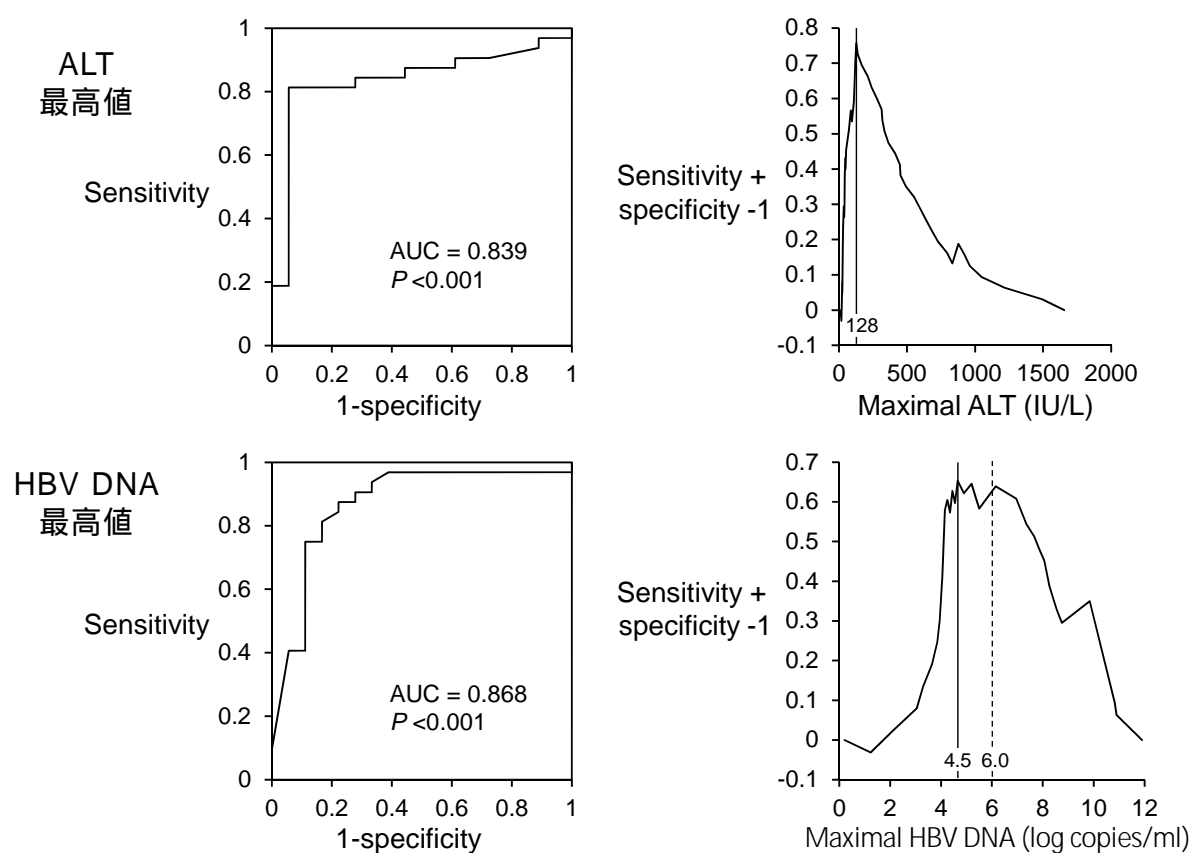 ALT
最高値
Sensitivity
1
0.8
0.6
0.4
0.2
0
AUC = 0.839
P <0.001
0 0.2 0.4 0.6 0.8 1
1-specificity
Sensitivity +
specificity -1
0.8
0.7
0.6
0.5
0.4
0.3
0.2
0.1
0
-0.1
128
0 500 1000 1500 2000
Maximal ALT (IU/L)
HBV DNA
最高値
Sensitivity
1
0.8
0.6
0.4
0.2
0
AUC = 0.868
P <0.001
0 0.2 0.4 0.6 0.8 1
1-specificity
Sensitivity +
specificity -1
0.7
0.6
0.5
0.4
0.3
0.2
0.1
0
-0.1
4.5 6.0
0 2 4 6 8 10 12
Maximal HBV DNA (log copies/ml)